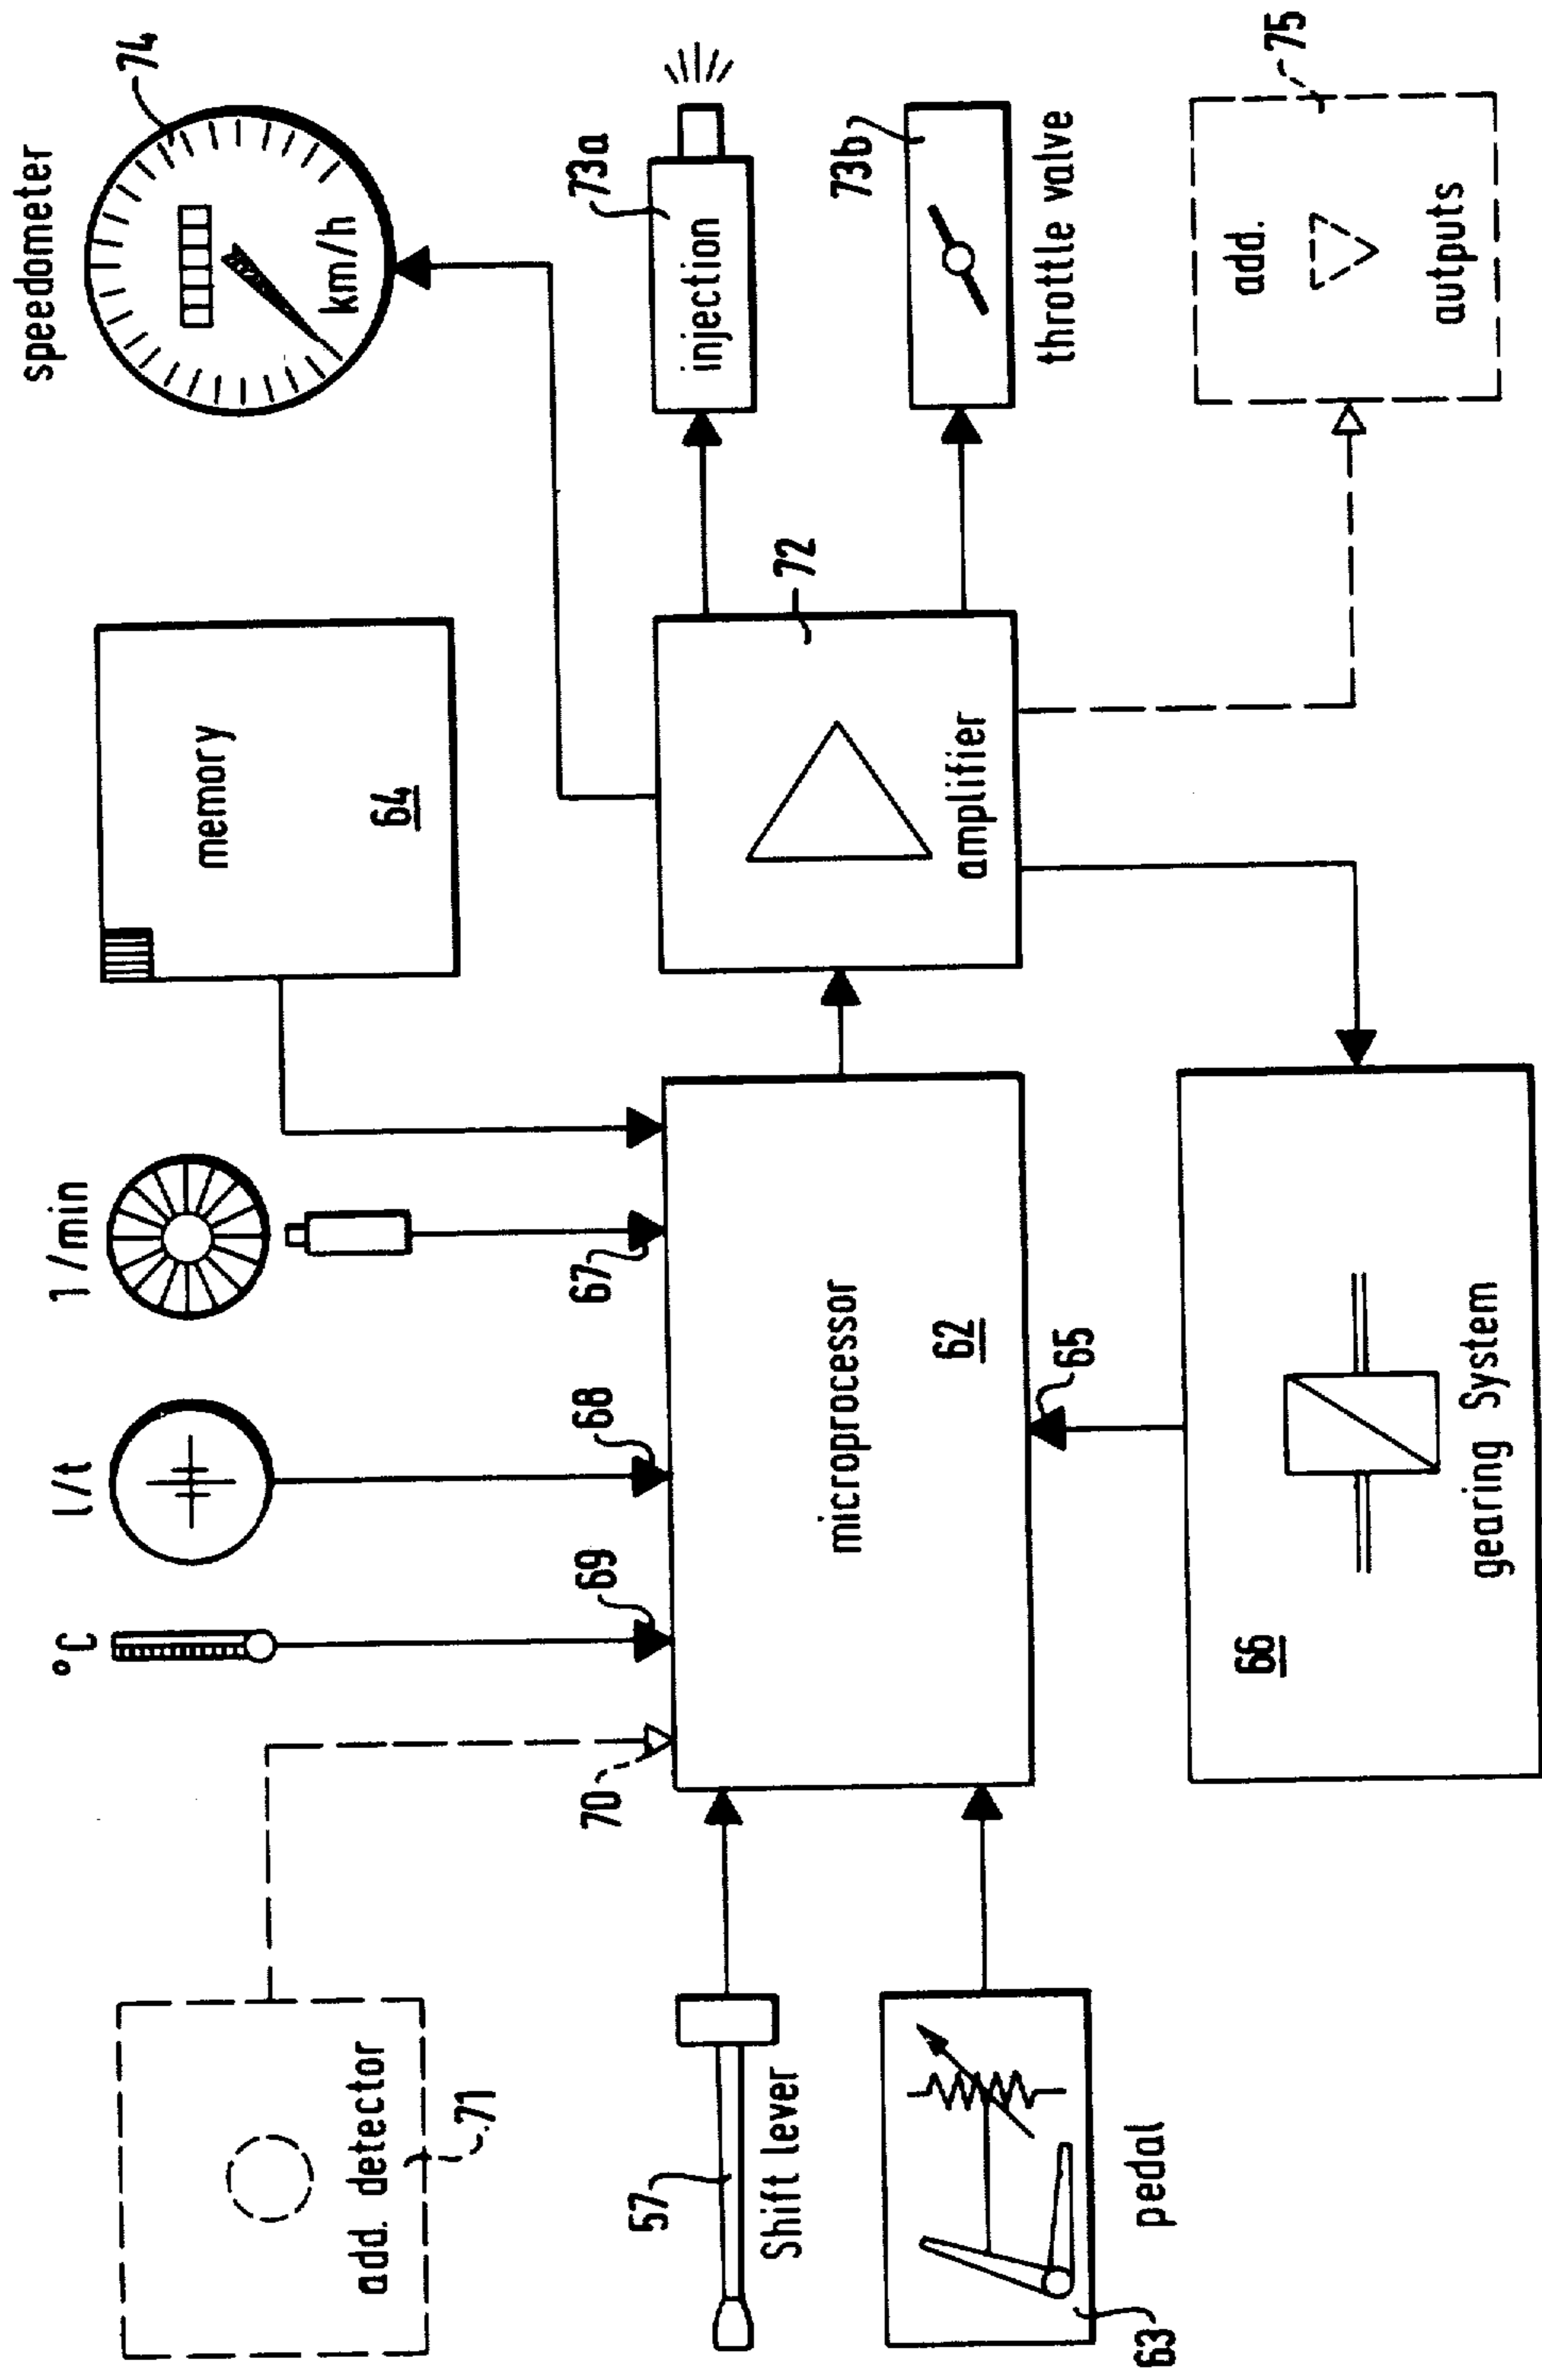 speedometer
74
km/h
memory
64
1/min
l/t
°C
add. detector
71
73a
injection
72
amplifier
67
68
69
70
microprocessor
62
57
Shift lever
73b
throttle valve
65
63
pedal
75
add.
autputs
66
gearing System